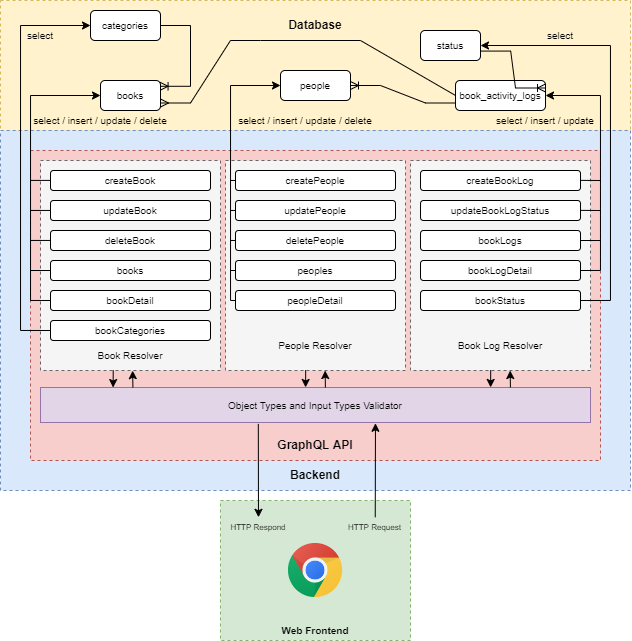 Database
categories
select
status
select
books
people
book_activity_logs
select / insert / update / delete
select / insert / update / delete
select / insert / update
createBook
createPeople
createBookLog
updateBook
updatePeople
updateBookLogStatus
deleteBook
deletePeople
bookLogs
books
peoples
bookLogDetail
bookDetail
peopleDetail
bookStatus
bookCategories
Book Resolver
People Resolver
Book Log Resolver
Object Types and Input Types Validator
GraphQL API
Backend
HTTP Respond
HTTP Request
Web Frontend